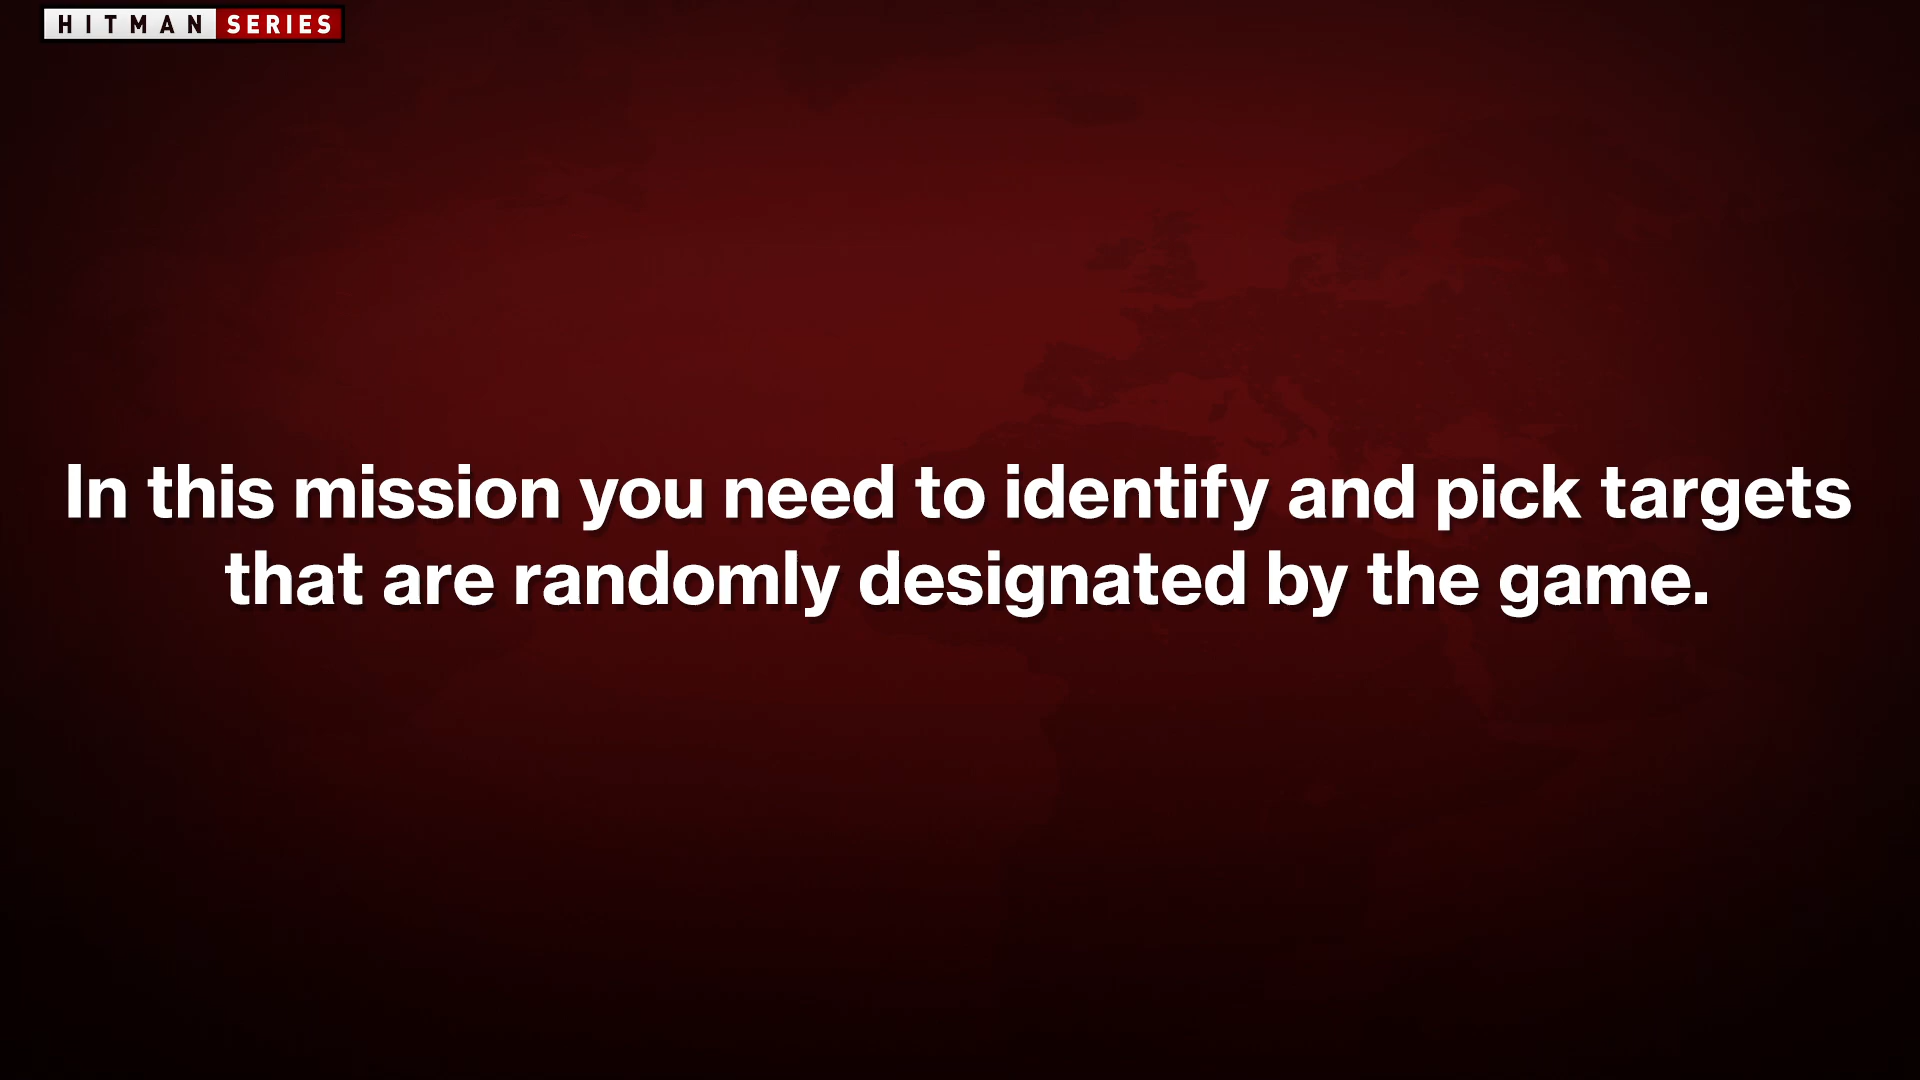 HITMAN SERIES
In this mission you need to identify and pick targets
that are randomly designated by the game.